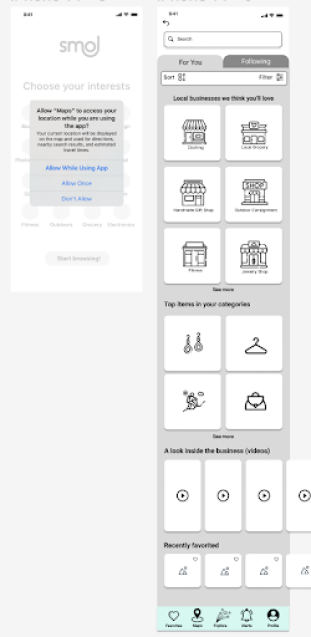 9:41
smol
Choose your interests
Allow "Maps" to access your
location while you are using
the app?
Your current location will be displayed
on the map and used for directions,
nearby search results, and estimated
travel times.
Allow While Using App
Allow Once
Don't Allow
Fitness Outdoors Grocery Electronics
Start browsing!
9:41
Search
For You Following
Sort Filter
Local businesses we think you'll love
Clothing Local Grocery
SHOP
Handmade Gift Shop Outdoor Consignment
Fitness Jewelry Shop
See more
Top items in your categories
See more
A look inside the business (videos)
Recently favorited
Favorites Maps Explore Alerts Profile